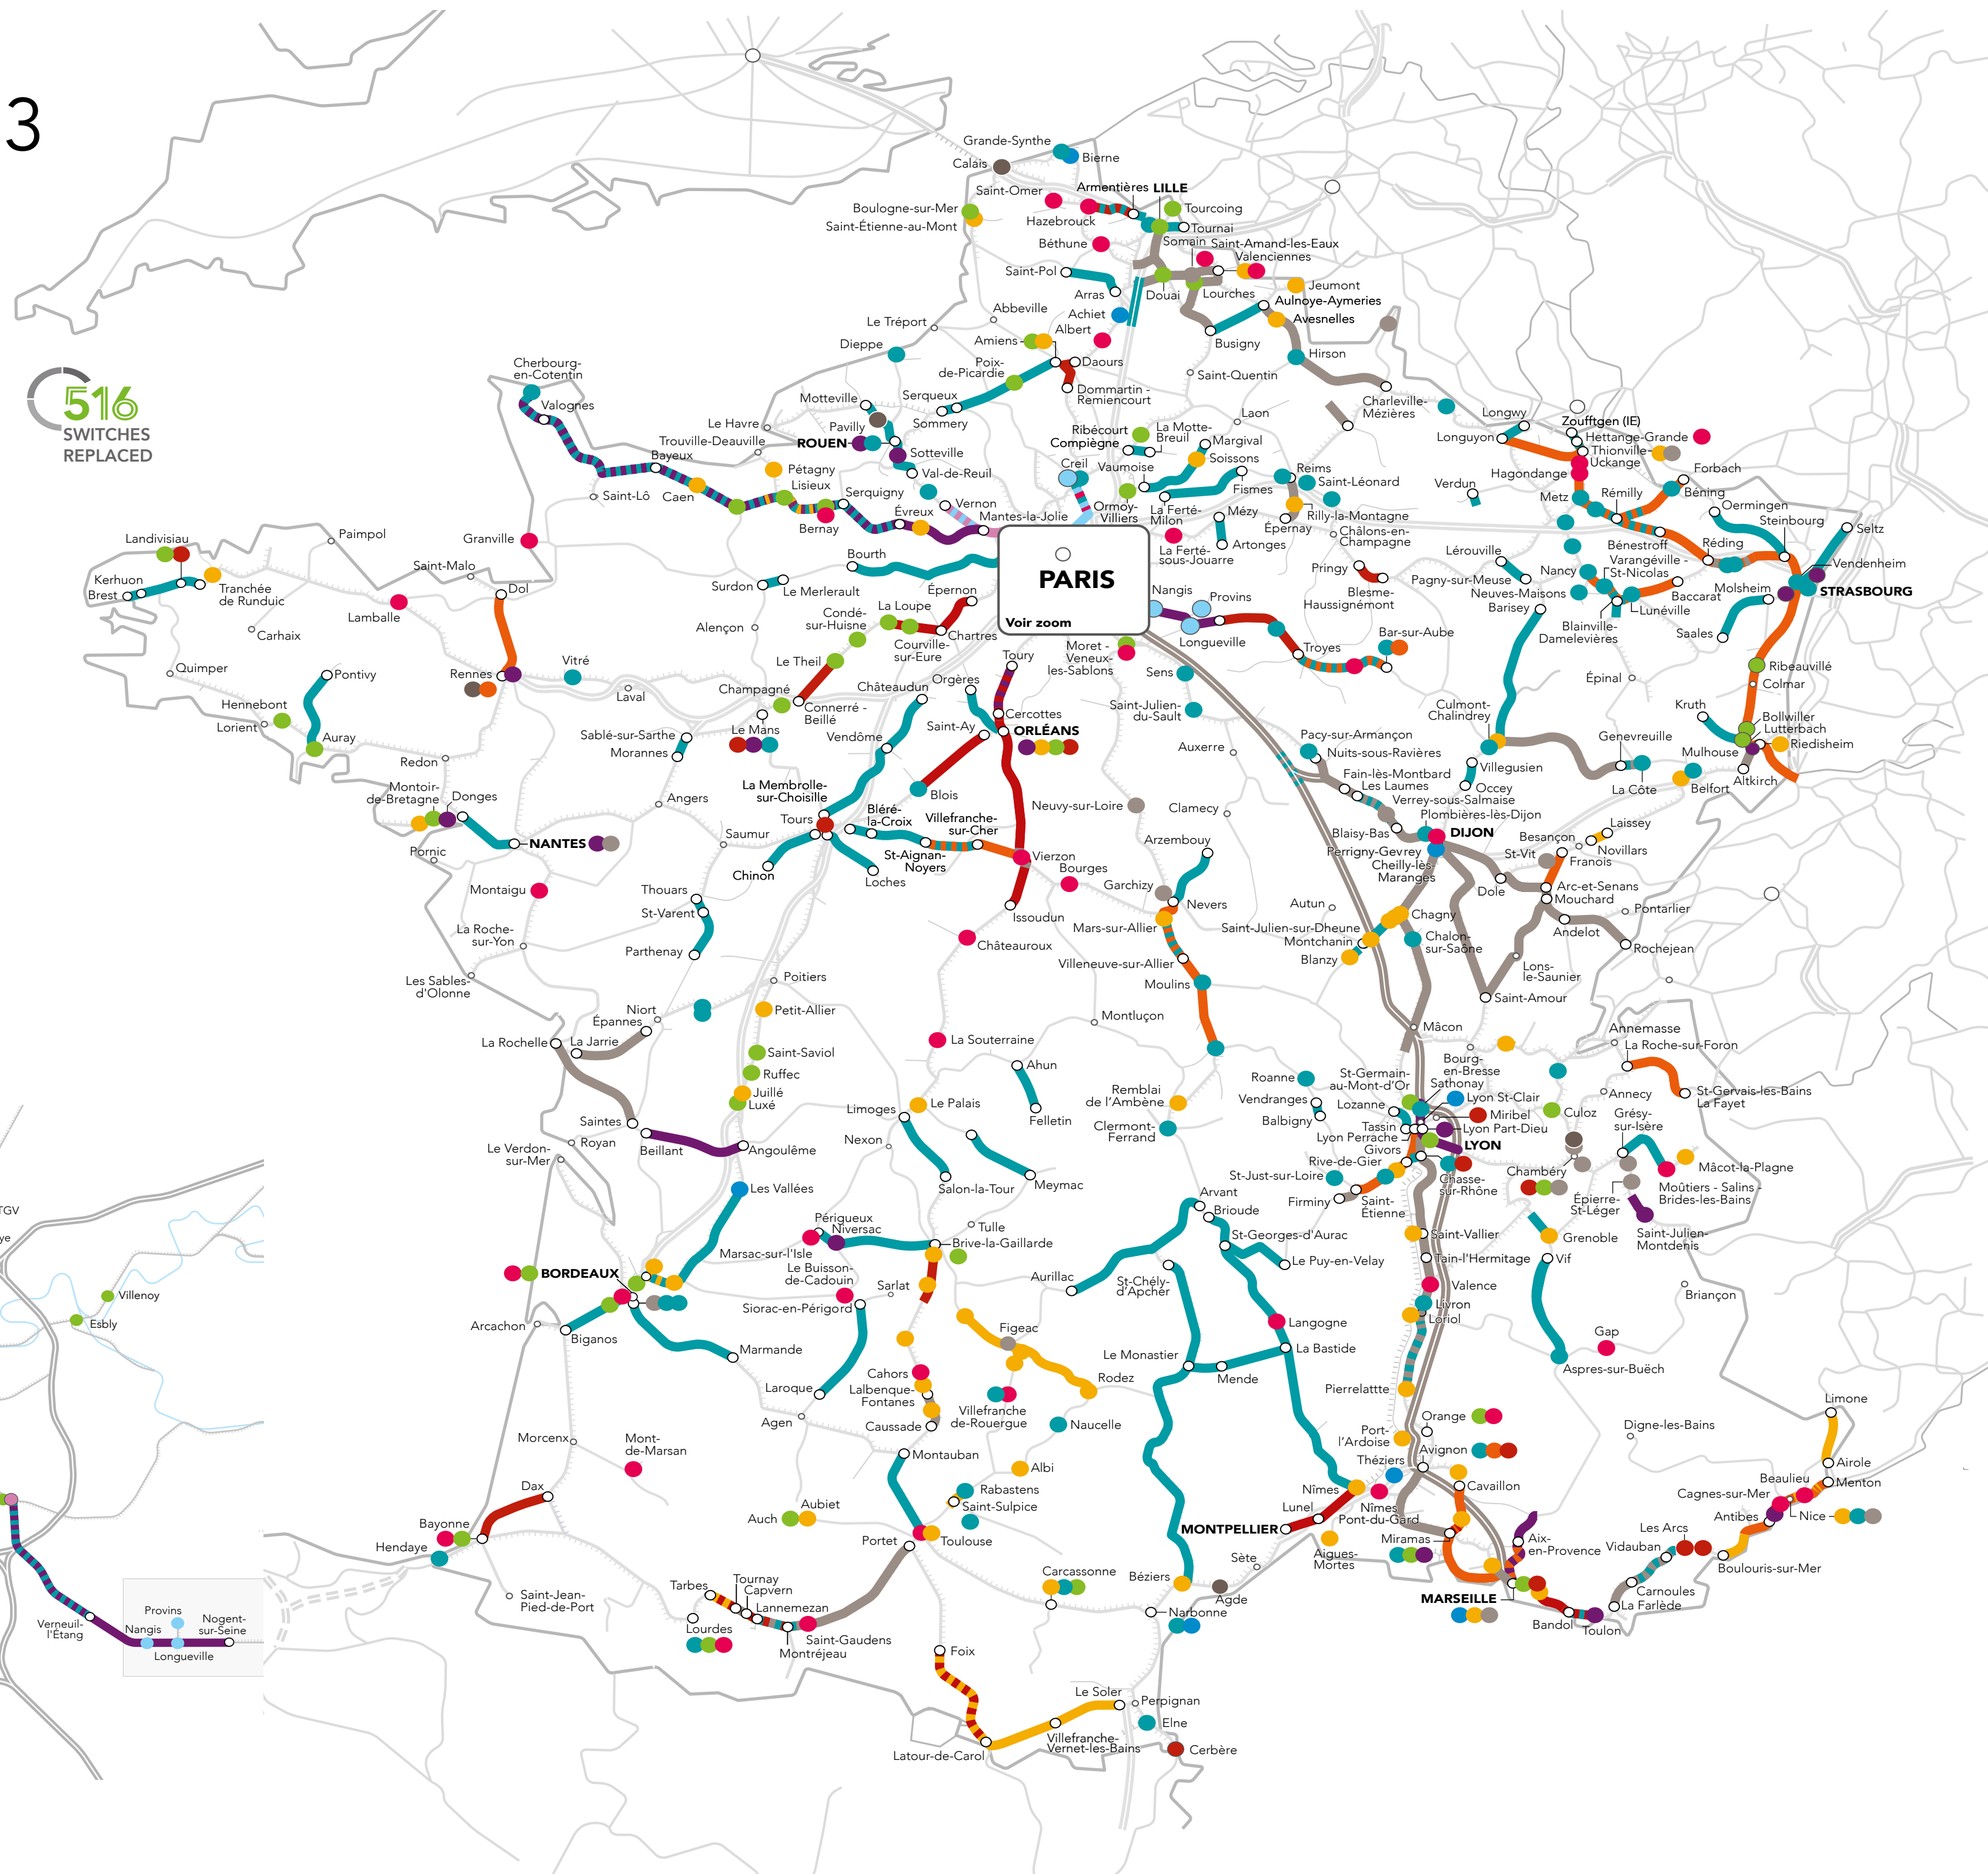 3
516
SWITCHES
REPLACED
Grande-Synthe
Bierne
Calais
Saint-Omer
Armentières
LILLE
Boulogne-sur-Mer
Tourcoing
Saint-Étienne-au-Mont
Hazebrouck
Tournai
Béthune
Somain
Saint-Amand-les-Eaux
Valenciennes
Saint-Pol
Jeumont
Arras
Douai
Lourches
Aulnoye-Aymeries
Abbeville
Achiet
Avesnelles
Le Tréport
Albert
Dieppe
Amiens
Busigny
Hirson
Poix-
de-Picardie
Daours
Cherbourg-
en-Cotentin
Saint-Quentin
Dommartin -
Remiencourt
Valognes
Motteville
Serqueux
Charleville-
Mézières
Laon
Longwy
Le Havre
Pavilly
Sommery
Zoufftgen (IE)
Trouville-Deauville
ROUEN
Ribécourt
La Motte-
Breuil
Compiègne
Margival
Longuyon
Hettange-Grande
Thionville
Bayeux
Sotteville
Soissons
Uckange
Pétagny
Creil
Vaumoise
Hagondange
Forbach
Val-de-Reuil
Reims
Caen
Lisieux
Serquigny
Fismes
Saint-Léonard
Verdun
Metz
Rémilly
Béning
Saint-Lô
Vernon
Oermingen
Évreux
Ormoy-
Villiers
La Ferté-
Milon
Mézy
Épernay
Rilly-la-Montagne
Steinbourg
Mantes-la-Jolie
Seltz
Bernay
Châlons-en-
Champagne
Landivisiau
Paimpol
Granville
La Ferté-
sous-Jouarre
Artonges
Lérouville
Bénestroff
Réding
Bourth
PARIS
Voir zoom
Varangéville -
St-Nicolas
Nancy
Vendenheim
Saint-Malo
Pringy
Pagny-sur-Meuse
Molsheim
Kerhuon
Brest
Tranchée
de Runduic
Dol
Surdon
Le Merlerault
Épernon
Nangis
Provins
Blesme-
Haussignémont
Neuves-Maisons
Baccarat
STRASBOURG
Barisey
Lunéville
Lamballe
Condé-
sur-Huisne
La Loupe
Carhaix
Alençon
Chartres
Longueville
Blainville-
Damelevières
Saales
Courville-
sur-Eure
Bar-sur-Aube
Quimper
Le Theil
Toury
Moret -
Veneux-
les-Sablons
Troyes
Pontivy
Rennes
Vitré
Ribeauvillé
Laval
Champagné
Châteaudun
Orgères
Sens
Épinal
Colmar
Hennebont
Connerré -
Beillé
Saint-Julien-
du-Sault
Culmont-
Chalindrey
Kruth
Lorient
Saint-Ay
Cercottes
Bollwiller
Lutterbach
Auray
Le Mans
ORLÉANS
Sablé-sur-Sarthe
Vendôme
Auxerre
Pacy-sur-Armançon
Genevreuille
Morannes
Nuits-sous-Ravières
Mulhouse
Riedisheim
Redon
Villegusien
Altkirch
Montoir-
de-Bretagne
Donges
La Membrolle-
sur-Choisille
Fain-lès-Montbard
Les Laumes
Occey
La Côte
Belfort
Angers
Blois
Neuvy-sur-Loire
Clamecy
Verrey-sous-Salmaise
Bléré-
la-Croix
Tours
Villefranche-
sur-Cher
Plombières-lès-Dijon
Laissey
Saumur
Blaisy-Bas
DIJON
Besançon
NANTES
Arzembouy
Novillars
Pornic
St-Aignan-
Noyers
Vierzon
Perrigny-Gevrey
St-Vit
Franois
Chinon
Loches
Bourges
Cheilly-lès-
Maranges
Montaigu
Thouars
Garchizy
Dole
Arc-et-Senans
Mouchard
St-Varent
Issoudun
Nevers
Autun
Chagny
Pontarlier
La Roche-
sur-Yon
Mars-sur-Allier
Saint-Julien-sur-Dheune
Andelot
Châteauroux
Montchanin
Chalon-
sur-Saône
Rochejean
Parthenay
Blanzy
Villeneuve-sur-Allier
Lons-
le-Saunier
Les Sables-
d'Olonne
Poitiers
Moulins
Saint-Amour
Niort
Petit-Allier
Montluçon
Épannes
Mâcon
Annemasse
La Rochelle
La Jarrie
La Souterraine
La Roche-sur-Foron
Saint-Saviol
Bourg-
en-Bresse
Ahun
Roanne
St-Germain-
au-Mont-d'Or
Ruffec
Sathonay
Annecy
St-Gervais-les-Bains
La Fayet
Juillé
Remblai
de l'Ambène
Vendranges
Lyon St-Clair
Luxé
Le Palais
Lozanne
Culoz
Grésy-
sur-Isère
Limoges
Felletin
Balbigny
Miribel
Saintes
Clermont-
Ferrand
Tassin
Lyon Part-Dieu
Royan
Nexon
Lyon Perrache
LYON
Le Verdon-
sur-Mer
Beillant
Angoulême
Givors
Rive-de-Gier
Mâcot-la-Plagne
St-Just-sur-Loire
Chasse-
sur-Rhône
Chambéry
Les Vallées
Salon-la-Tour
Meymac
Moûtiers - Salins -
Brides-les-Bains
Arvant
Firminy
Saint-
Étienne
Épierre-
St-Léger
Brioude
Périgueux
Niversac
Tulle
St-Georges-d'Aurac
Saint-Vallier
Grenoble
Saint-Julien-
Montdenis
Marsac-sur-l'Isle
Brive-la-Gaillarde
Le Puy-en-Velay
Tain-l'Hermitage
Vif
BORDEAUX
Le Buisson-
de-Cadouin
Sarlat
Aurillac
St-Chély-
d'Apcher
Valence
Briançon
Siorac-en-Périgord
Livron
Loriol
Arcachon
Biganos
Figeac
Langogne
Gap
Marmande
Le Monastier
La Bastide
Aspres-sur-Buëch
Cahors
Mende
Laroque
Lalbenque-
Fontanes
Rodez
Pierrelattte
Limone
Agen
Villefranche
de-Rouergue
Caussade
Naucelle
Orange
Digne-les-Bains
Morcenx
Mont-
de-Marsan
Port-
l'Ardoise
Montauban
Avignon
Airole
Albi
Théziers
Beaulieu
Menton
Dax
Rabastens
Nîmes
Cavaillon
Cagnes-sur-Mer
Aubiet
Saint-Sulpice
Lunel
Nîmes
Pont-du-Gard
Antibes
Nice
Bayonne
Auch
MONTPELLIER
Aix-
en-Provence
Les Arcs
Hendaye
Portet
Toulouse
Miramas
Vidauban
Aigues-
Mortes
Boulouris-sur-Mer
Sète
Carcassonne
Béziers
Tarbes
Tournay
Capvern
Agde
Carnoules
Saint-Jean-
Pied-de-Port
MARSEILLE
La Farlède
Lannemezan
Narbonne
Lourdes
Bandol
Toulon
Saint-Gaudens
Montréjeau
Foix
Le Soler
Perpignan
Elne
Villefranche-
Vernet-les-Bains
Latour-de-Carol
Cerbère
TGV
ye
Villenoy
Esbly
Verneuil-
l'Étang
Provins
Nangis
Nogent-
sur-Seine
Longueville